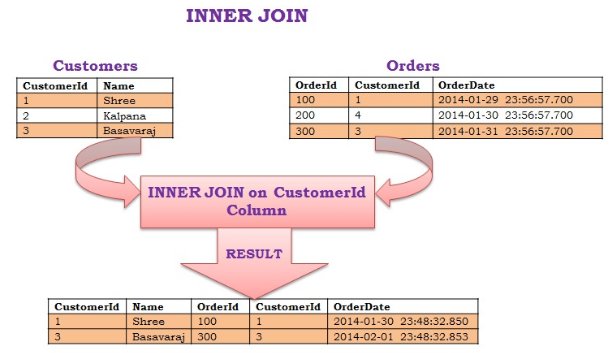 INNER JOIN
Customers
CustomerId Name
1 Shree
2 Kalpana
3 Basavaraj
Orders
OrderId CustomerId OrderDate
100 1 2014-01-29 23:56:57.700
200 4 2014-01-30 23:56:57.700
300 3 2014-01-31 23:56:57.700
INNER JOIN on CustomerId
Column
RESULT
CustomerId Name OrderId CustomerId OrderDate
1 Shree 100 1 2014-01-30 23:48:32.850
3 Basavaraj 300 3 2014-02-01 23:48:32.853